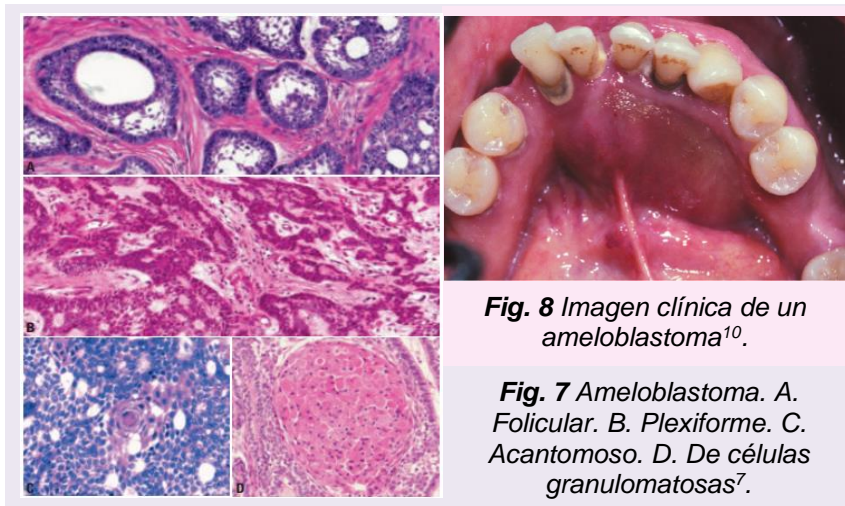 A
B
C
D
Fig. 8 Imagen clínica de un
ameloblastoma10.
Fig. 7 Ameloblastoma. A.
Folicular. B. Plexiforme. C.
Acantomoso. D. De células
granulomatosas7.